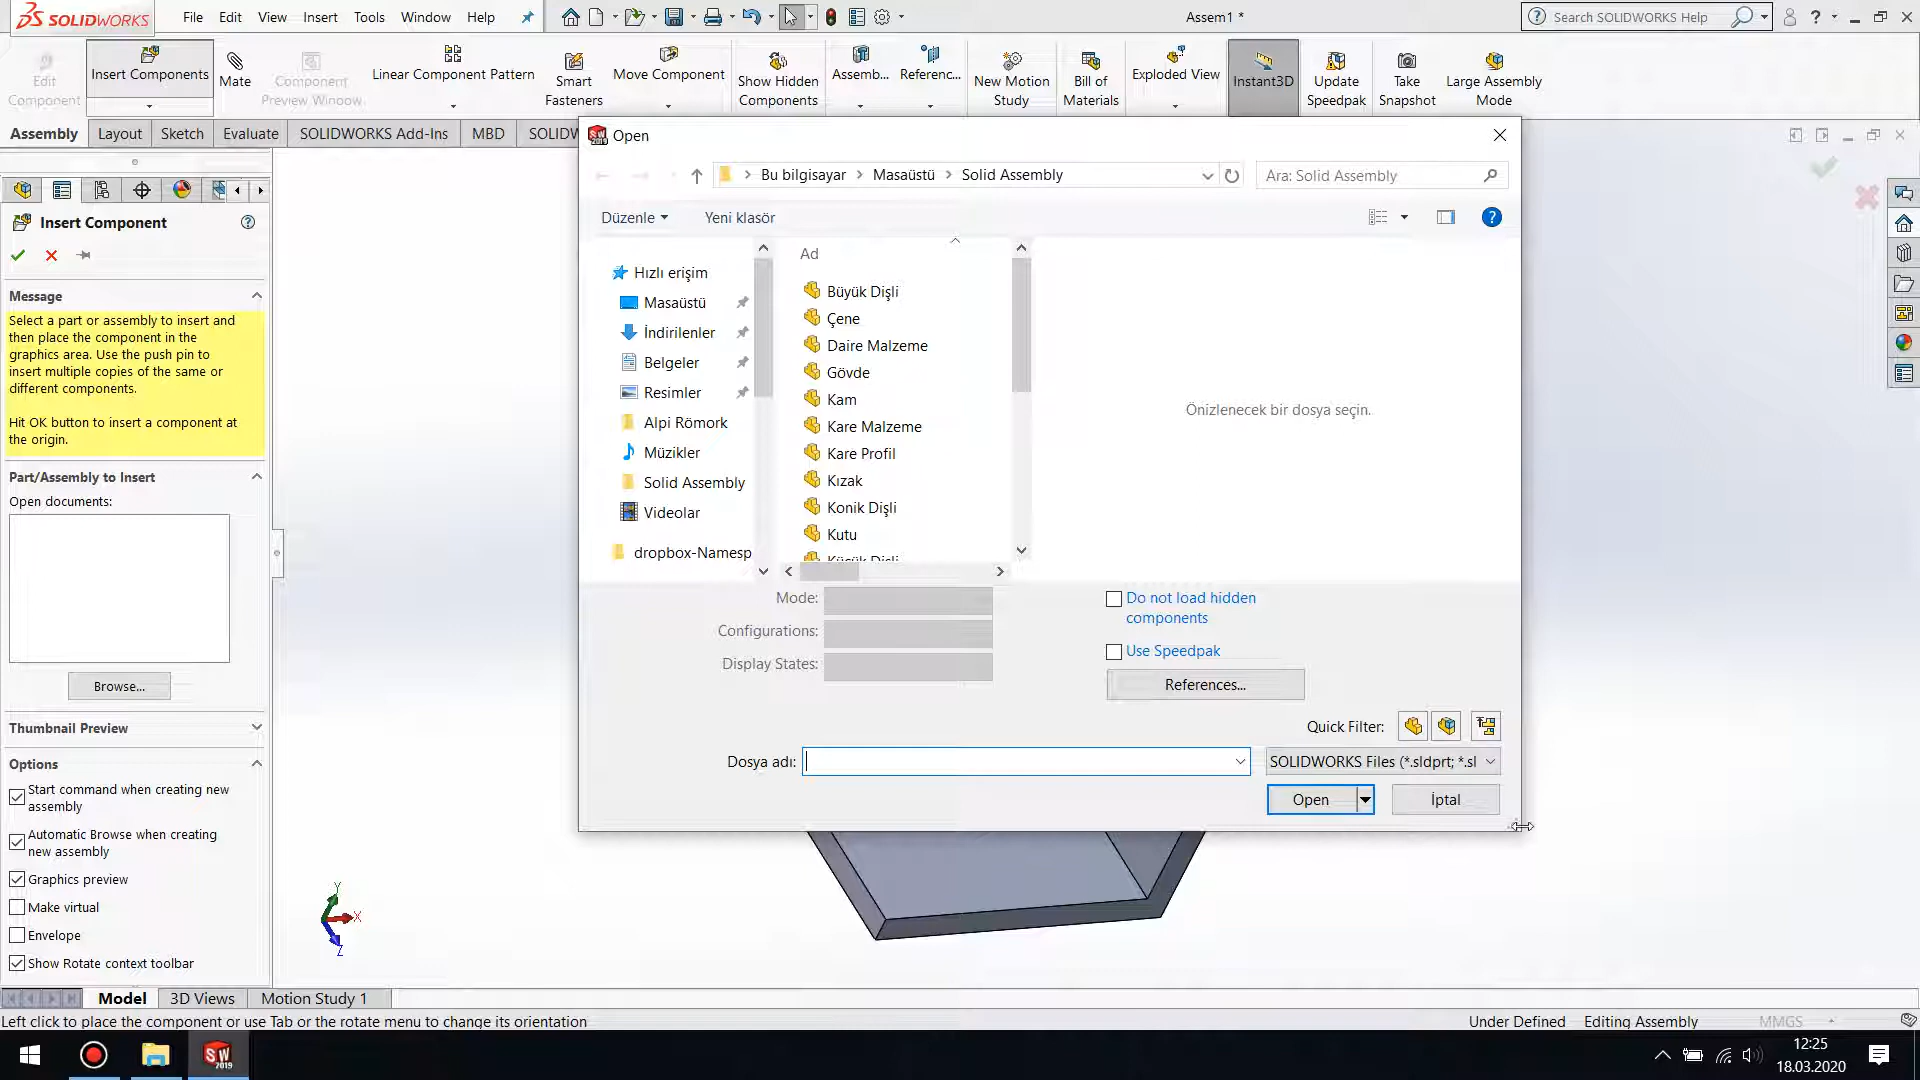 SOLIDWORKS
File Edit View Insert Tools Window Help
Assem1 *
Search SOLIDWORKS Help
Edit Component
Insert Components
Mate
Component Preview Window
Linear Component Pattern
Smart Fasteners
Move Component
Show Hidden Components
Assemb...
Referenc...
New Motion Study
Bill of Materials
Exploded View
Instant3D
Update Speedpak
Take Snapshot
Large Assembly Mode
Assembly Layout Sketch Evaluate SOLIDWORKS Add-Ins MBD SOLIDW
Insert Component
Message
Select a part or assembly to insert and
then place the component in the
graphics area. Use the push pin to
insert multiple copies of the same or
different components.
Hit OK button to insert a component at
the origin.
Part/Assembly to Insert
Open documents:
Browse...
Thumbnail Preview
Options
Start command when creating new
assembly
Automatic Browse when creating
new assembly
Graphics preview
Make virtual
Envelope
Show Rotate context toolbar
Open
Bu bilgisayar > Masaüstü > Solid Assembly
Ara: Solid Assembly
Düzenle
Yeni klasör
Hızlı erişim
Masaüstü
İndirilenler
Belgeler
Resimler
Alpi Römork
Müzikler
Solid Assembly
Videolar
dropbox-Namesp
Ad
Büyük Dişli
Çene
Daire Malzeme
Gövde
Kam
Kare Malzeme
Kare Profil
Kızak
Konik Dişli
Kutu
Küçük Dişli
Önizlenecek bir dosya seçin.
Mode:
Configurations:
Display States:
Do not load hidden
components
Use Speedpak
References...
Quick Filter:
Dosya adı:
SOLIDWORKS Files (*.sldprt; *.sl
Open
İptal
Y
X
Z
Model 3D Views Motion Study 1
Left click to place the component or use Tab or the rotate menu to change its orientation
Under Defined Editing Assembly MMGS
SW 2019
12:25
18.03.2020